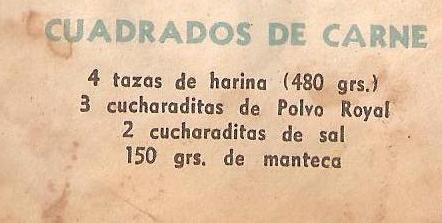 CUADRADOS DE CARNE
4 tazas de harina (480 grs.)
3 cucharaditas de Polvo Royal
2 cucharaditas de sal
150 grs. de manteca